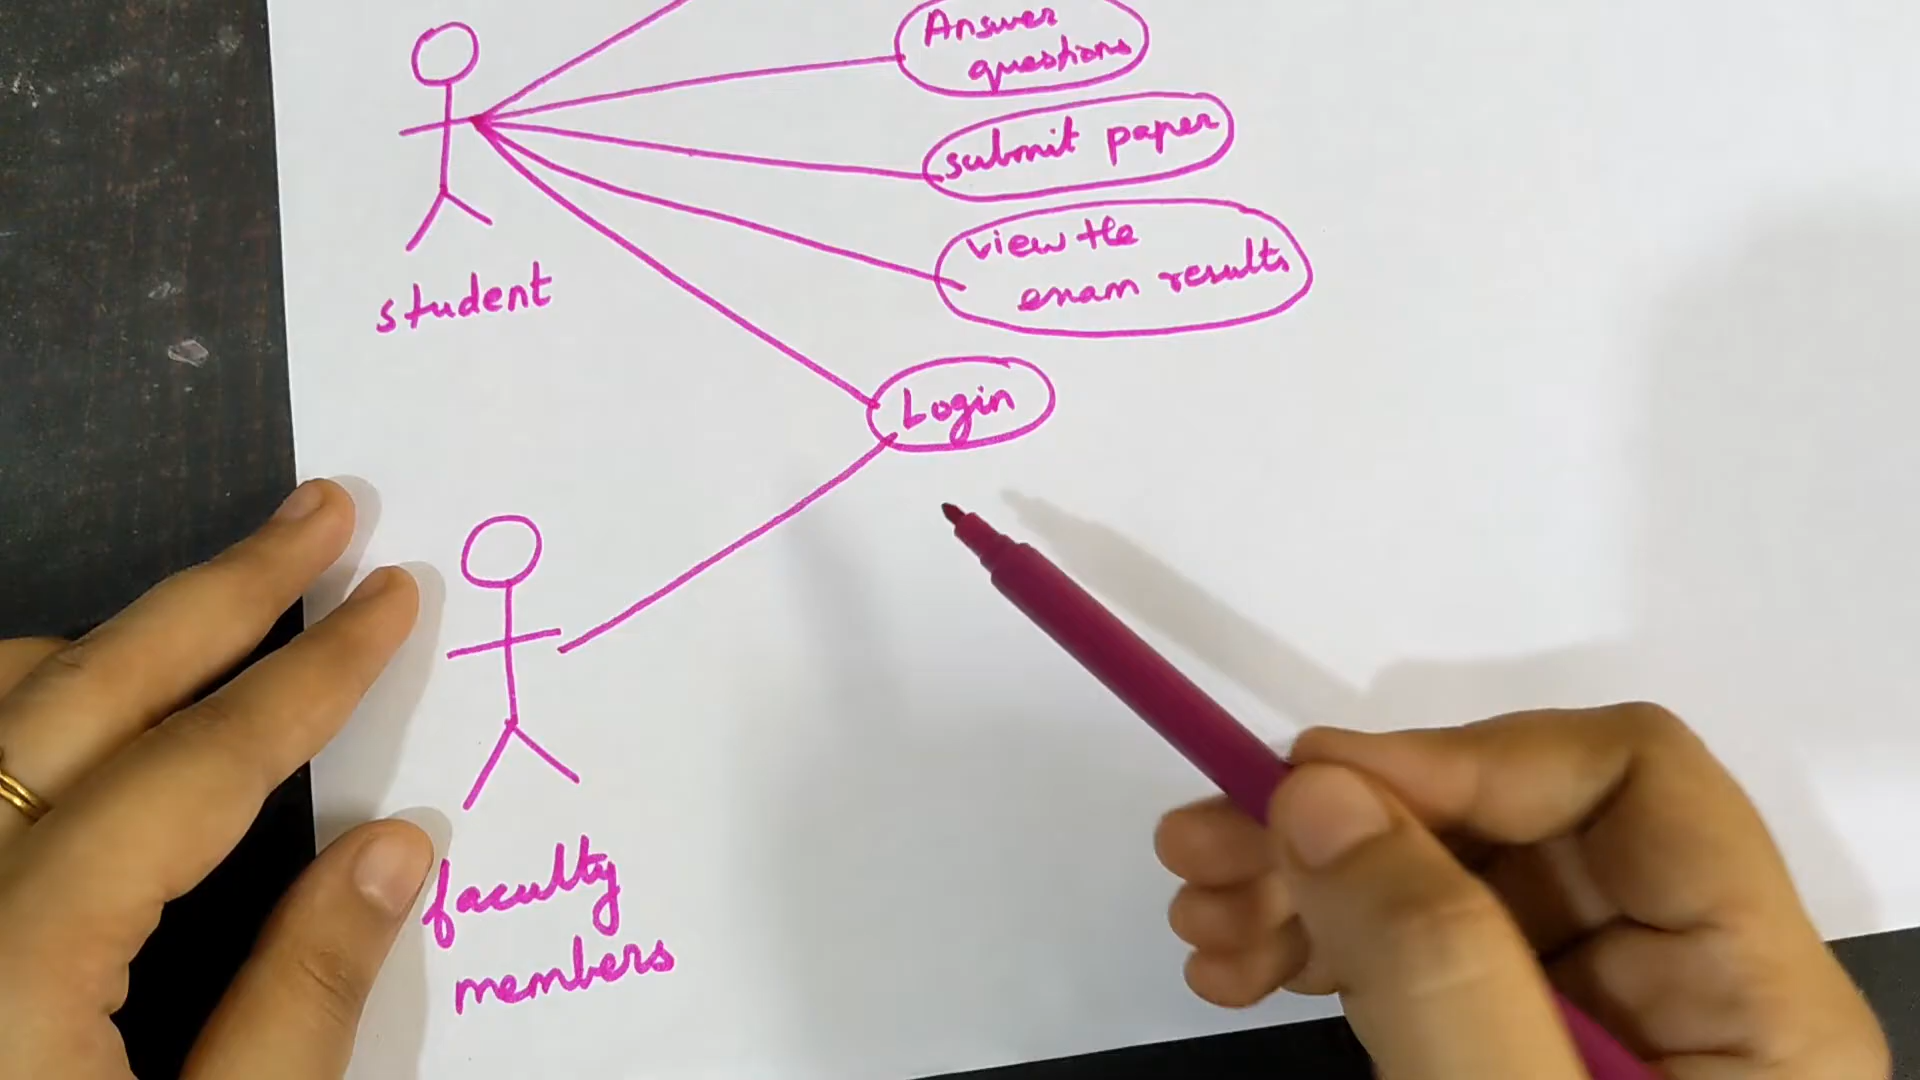 Answer
questions
submit paper
view the
exam results
student
Login
faculty
members